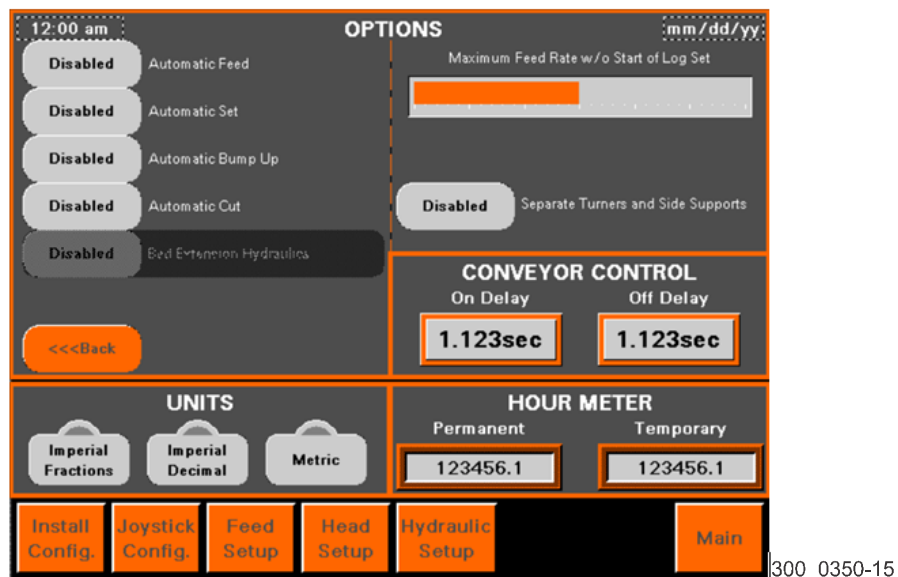 12:00 am
OPTIONS
mm/dd/yy
Disabled Automatic Feed
Disabled Automatic Set
Disabled Automatic Bump Up
Disabled Automatic Cut
Disabled Bed Extension Hydraulics
<<<Back
Maximum Feed Rate w/o Start of Log Set
Disabled Separate Turners and Side Supports
CONVEYOR CONTROL
On Delay Off Delay
1.123sec 1.123sec
UNITS
Imperial Fractions
Imperial Decimal
Metric
HOUR METER
Permanent Temporary
123456.1 123456.1
Install Config.
Joystick Config.
Feed Setup
Head Setup
Hydraulic Setup
Main
300 0350-15